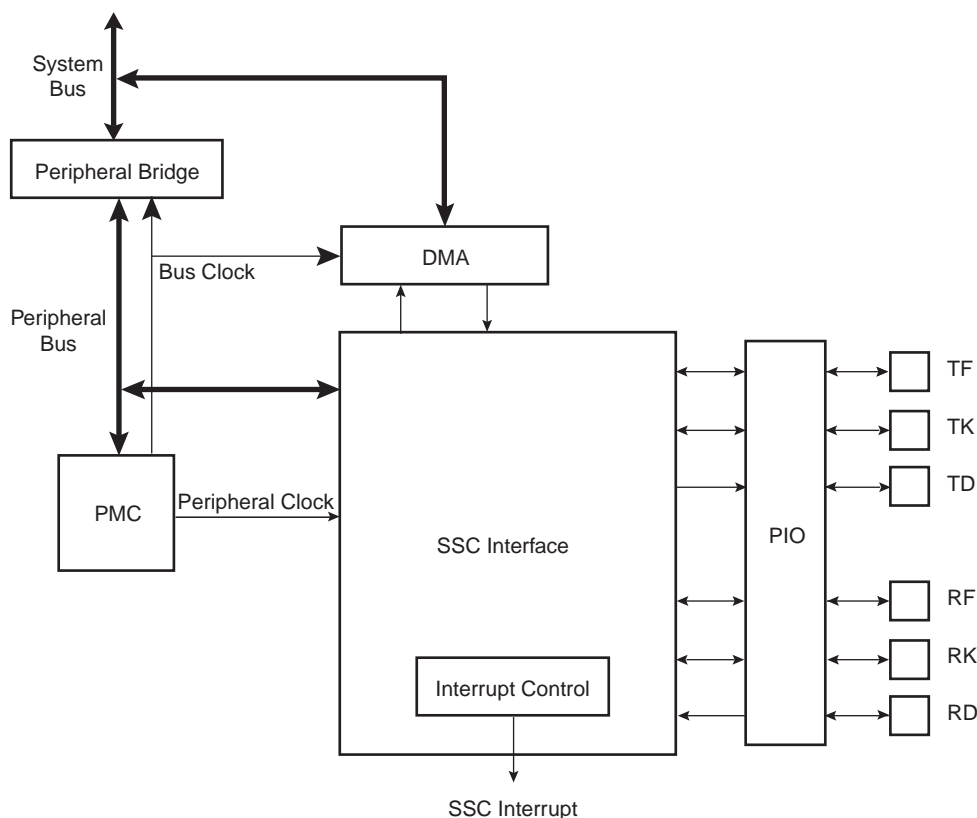 System
Bus
Peripheral Bridge
DMA
Bus Clock
Peripheral
Bus
TF
TK
TD
PMC
Peripheral Clock
SSC Interface
PIO
RF
RK
RD
Interrupt Control
SSC Interrupt